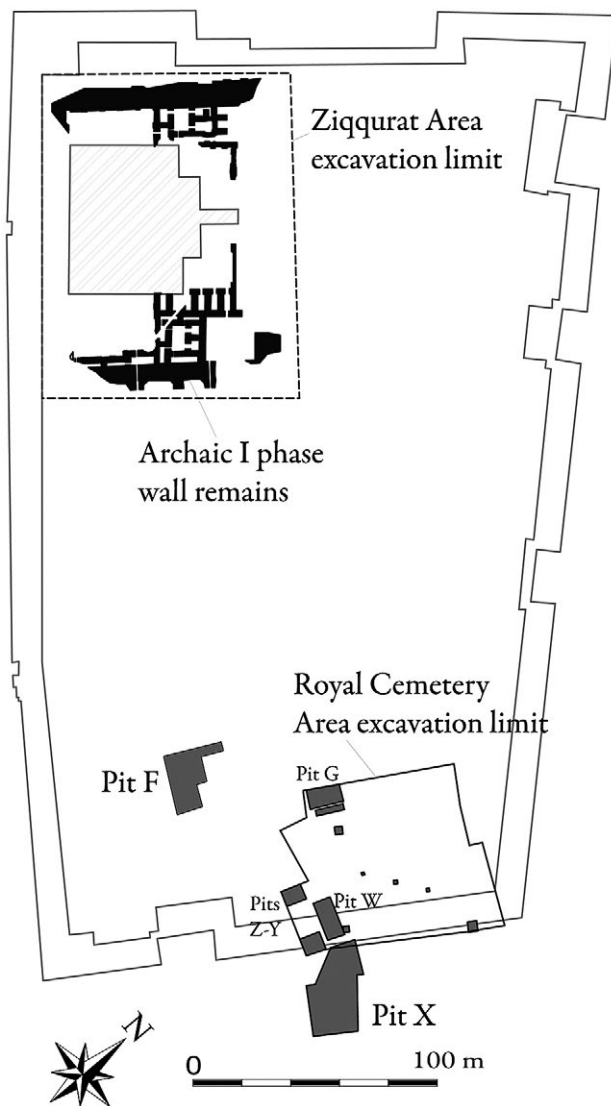 Ziqqurat Area
excavation limit
Archaic I phase
wall remains
Royal Cemetery
Area excavation limit
Pit G
Pit F
Pits
Z-Y
Pit W
Pit X
N
0
100 m